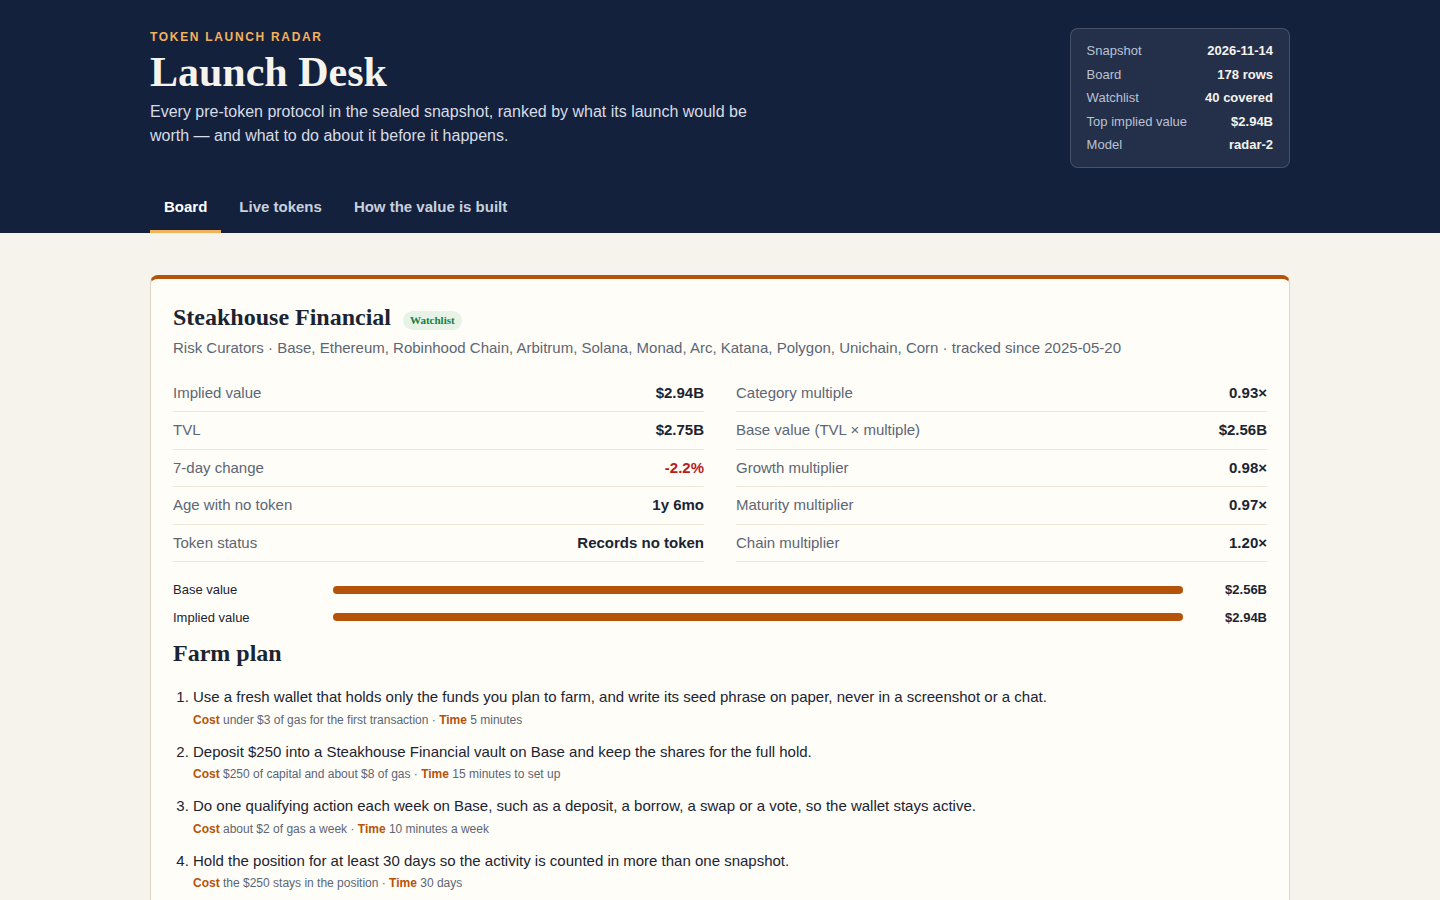 TOKEN LAUNCH RADAR
Launch Desk
Every pre-token protocol in the sealed snapshot, ranked by what its launch would be
worth — and what to do about it before it happens.
Snapshot 2026-11-14
Board 178 rows
Watchlist 40 covered
Top implied value $2.94B
Model radar-2
Board Live tokens How the value is built
Steakhouse Financial Watchlist
Risk Curators · Base, Ethereum, Robinhood Chain, Arbitrum, Solana, Monad, Arc, Katana, Polygon, Unichain, Corn · tracked since 2025-05-20
Implied value $2.94B
TVL $2.75B
7-day change -2.2%
Age with no token 1y 6mo
Token status Records no token
Category multiple 0.93×
Base value (TVL × multiple) $2.56B
Growth multiplier 0.98×
Maturity multiplier 0.97×
Chain multiplier 1.20×
Base value $2.56B
Implied value $2.94B
Farm plan
1. Use a fresh wallet that holds only the funds you plan to farm, and write its seed phrase on paper, never in a screenshot or a chat.
Cost under $3 of gas for the first transaction · Time 5 minutes
2. Deposit $250 into a Steakhouse Financial vault on Base and keep the shares for the full hold.
Cost $250 of capital and about $8 of gas · Time 15 minutes to set up
3. Do one qualifying action each week on Base, such as a deposit, a borrow, a swap or a vote, so the wallet stays active.
Cost about $2 of gas a week · Time 10 minutes a week
4. Hold the position for at least 30 days so the activity is counted in more than one snapshot.
Cost the $250 stays in the position · Time 30 days